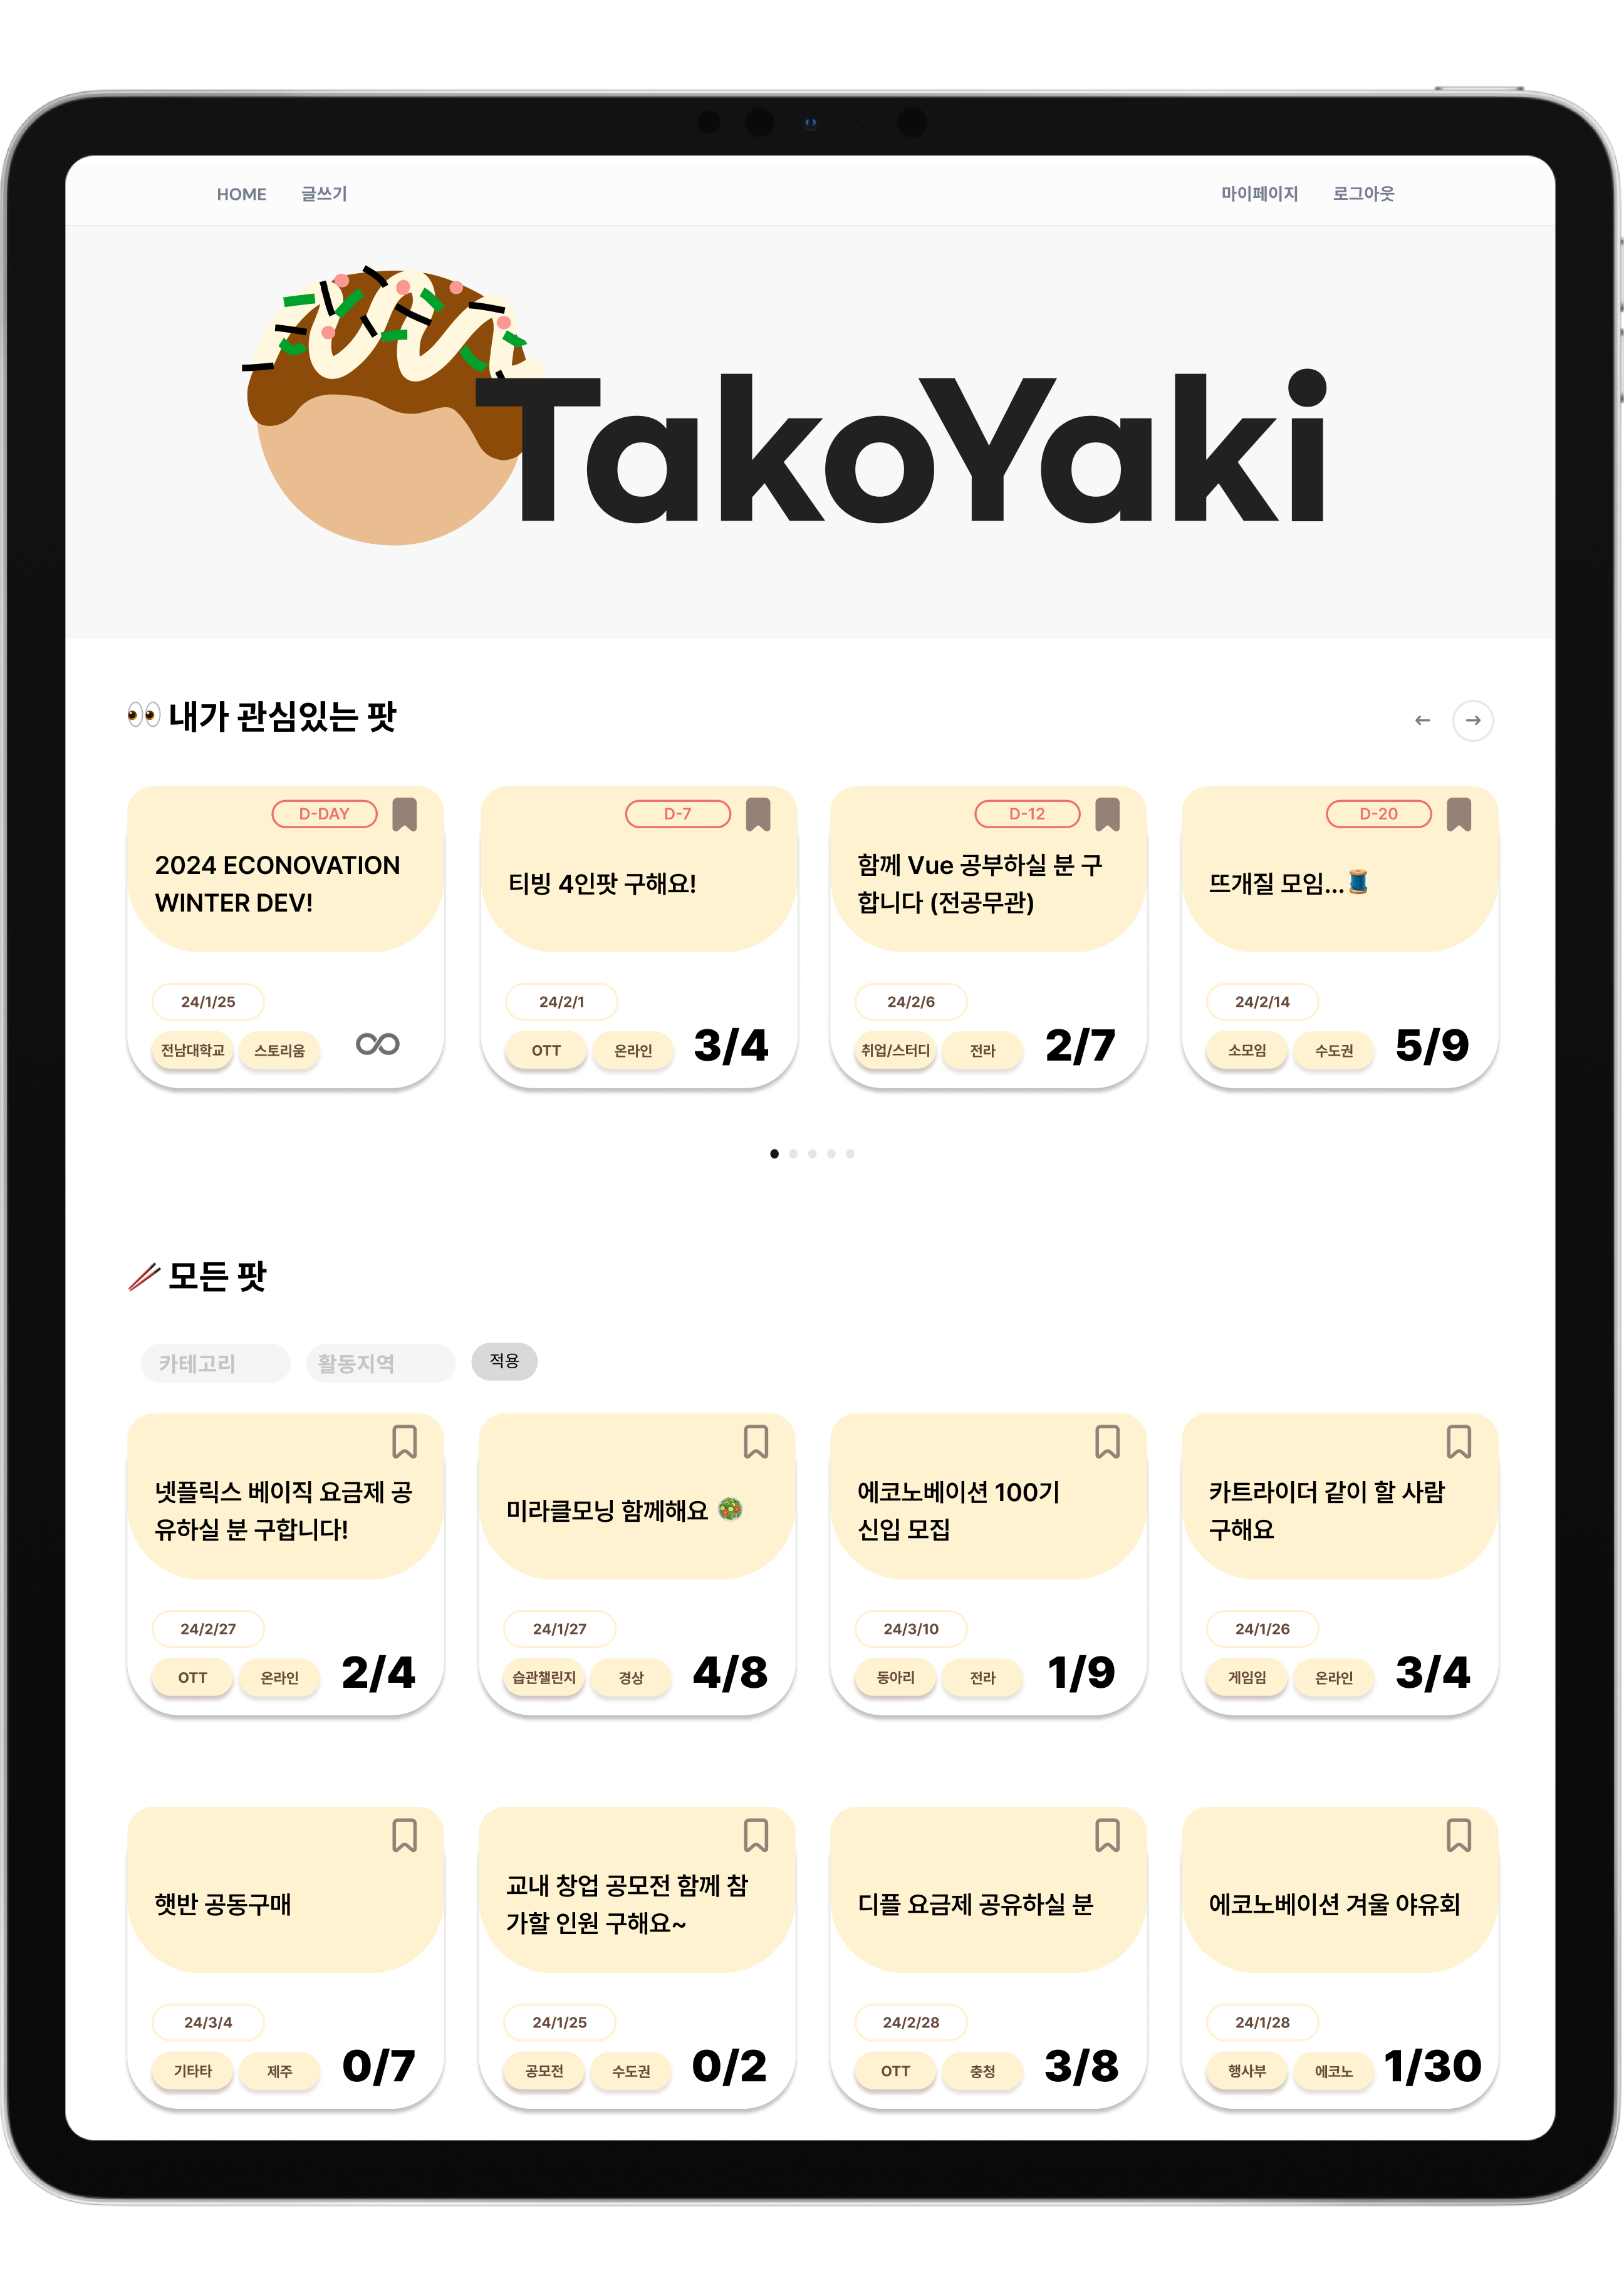 HOME 글쓰기 마이페이지 로그아웃
TakoYaki
👀 내가 관심있는 팟 ← →
D-DAY
2024 ECONOVATION
WINTER DEV!
24/1/25
전남대학교 스토리움 ∞
D-7
티빙 4인팟 구해요!
24/2/1
OTT 온라인 3/4
D-12
함께 Vue 공부하실 분 구
합니다 (전공무관)
24/2/6
취업/스터디 전라 2/7
D-20
뜨개질 모임...🧵
24/2/14
소모임 수도권 5/9
🥢 모든 팟
카테고리 활동지역 적용
넷플릭스 베이직 요금제 공
유하실 분 구합니다!
24/2/27
OTT 온라인 2/4
미라클모닝 함께해요 🥗
24/1/27
습관챌린지 경상 4/8
에코노베이션 100기
신입 모집
24/3/10
동아리 전라 1/9
카트라이더 같이 할 사람
구해요
24/1/26
게임임 온라인 3/4
햇반 공동구매
24/3/4
기타타 제주 0/7
교내 창업 공모전 함께 참
가할 인원 구해요~
24/1/25
공모전 수도권 0/2
디플 요금제 공유하실 분
24/2/28
OTT 충청 3/8
에코노베이션 겨울 야유회
24/1/28
행사부 에코노 1/30